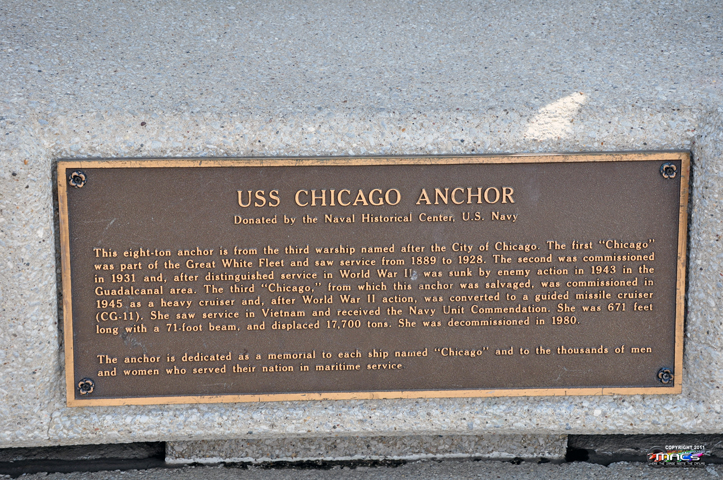 USS CHICAGO ANCHOR
Donated by the Naval Historical Center, U.S. Navy
This eight-ton anchor is from the third warship named after the City of Chicago. The first "Chicago"
was part of the Great White Fleet and saw service from 1889 to 1928. The second was commissioned
in 1931 and, after distinguished service in World War II, was sunk by enemy action in 1943 in the
Guadalcanal area. The third "Chicago," from which this anchor was salvaged, was commissioned in
1945 as a heavy cruiser and, after World War II action, was converted to a guided missile cruiser
(CG-11). She saw service in Vietnam and received the Navy Unit Commendation. She was 671 feet
long with a 71-foot beam, and displaced 17,700 tons. She was decommissioned in 1980.
The anchor is dedicated as a memorial to each ship named "Chicago" and to the thousands of men
and women who served their nation in maritime service
COPYRIGHT 2011